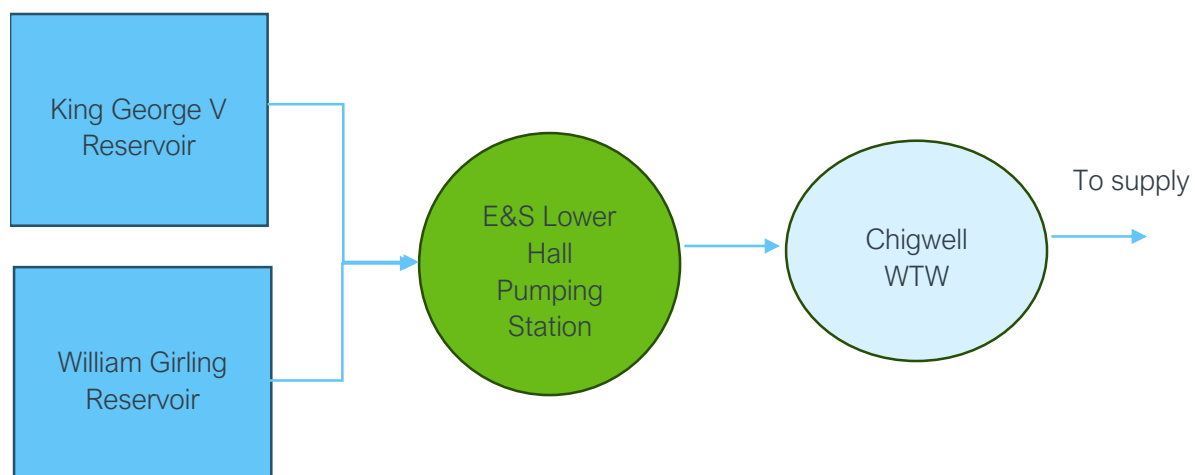 King George V
Reservoir
E&S Lower
Hall
Pumping
Station
Chigwell
WTW
To supply
William Girling
Reservoir